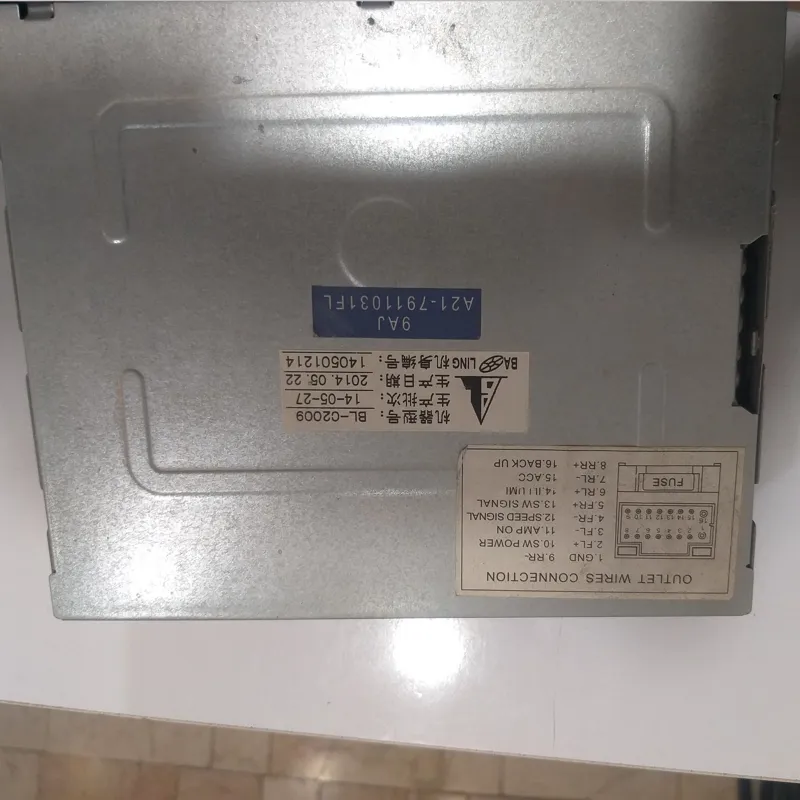 OUTLET WIRES CONNECTION
1.GND 9.RR-
2.FL+ 10.SW POWER
3.FL- 11.AMP ON
4.FR- 12.SPEED SIGNAL
5.FR+ 13.SW SIGNAL
6.RL+ 14.ILLUMI
7.RL- 15.ACC
8.RR+ 16.BACK UP
FUSE
机器型号: BL-C2009
生产批次: 14-05-27
生产日期: 2014.05.22
BAOLING 机身编号: 140501214
9AJ
A21-7911031FL